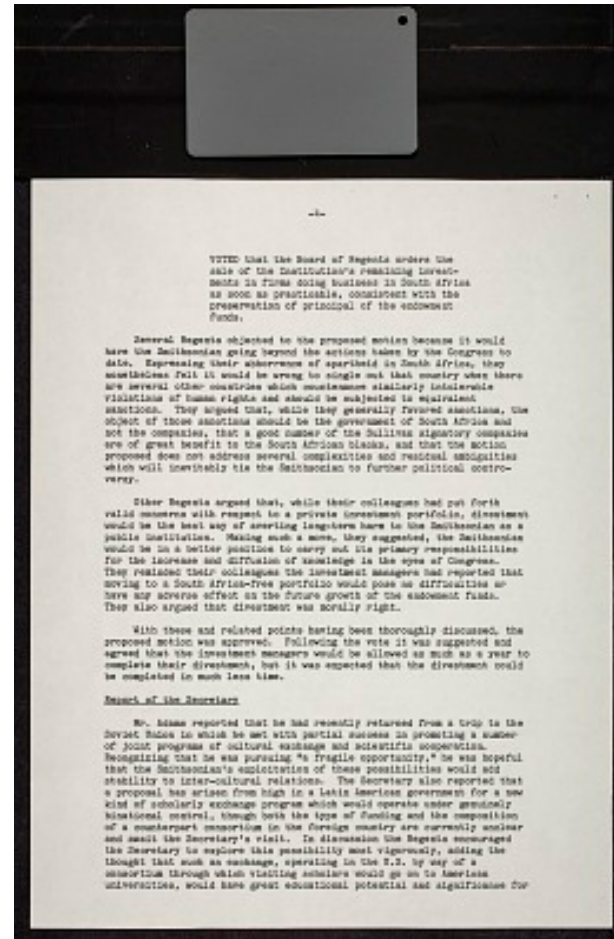 VOTED that the Board of Regents orders the
sale of the Institution's remaining invest-
ments in firms doing business in South Africa
as soon as practicable, consistent with the
preservation of principal of the endowment
funds.
Several Regents objected to the proposed motion because it would
have the Smithsonian going beyond the actions taken by the Congress to
date. Expressing their abhorrence of apartheid in South Africa, they
nonetheless felt it would be wrong to single out that country when there
are several other countries which countenance similarly intolerable
violations of human rights and should be subjected to equivalent
sanctions. They argued that, while they generally favored sanctions, the
object of those sanctions should be the government of South Africa and
not the companies, that a good number of the Sullivan signatory companies
are of great benefit to the South African blacks, and that the motion
proposed does not address several complexities and residual ambiguities
which will inevitably tie the Smithsonian to further political contro-
versy.
Other Regents argued that, while their colleagues had put forth
valid concerns with respect to a private investment portfolio, divestment
would be the best way of averting long-term harm to the Smithsonian as a
public institution. Making such a move, they suggested, the Smithsonian
would be in a better position to carry out its primary responsibilities
for the increase and diffusion of knowledge in the eyes of Congress.
They reminded their colleagues the investment managers had reported that
moving to a South Africa-free portfolio would pose no difficulties or
have any adverse effect on the future growth of the endowment funds.
They also argued that divestment was morally right.
With these and related points having been thoroughly discussed, the
proposed motion was approved. Following the vote it was suggested and
agreed that the investment managers would be allowed as much as a year to
complete their divestment, but it was expected that the divestment could
be completed in much less time.
Report of the Secretary
Mr. Adams reported that he had recently returned from a trip to the
Soviet Union in which he met with partial success in promoting a number
of joint programs of cultural exchange and scientific cooperation.
Recognizing that he was pursuing "a fragile opportunity," he was hopeful
that the Smithsonian's exploitation of these possibilities would add
stability to inter-cultural relations. The Secretary also reported that
a proposal has arisen from high in a Latin American government for a new
kind of scholarly exchange program which would operate under genuinely
binational control, though both the type of funding and the composition
of a counterpart consortium in the foreign country are currently unclear
and await the Secretary's visit. In discussion the Regents encouraged
the Secretary to explore this possibility most vigorously, adding the
thought that such an exchange, operating in the U.S. by way of a
consortium through which visiting scholars would go on to American
universities, would have great educational potential and significance for